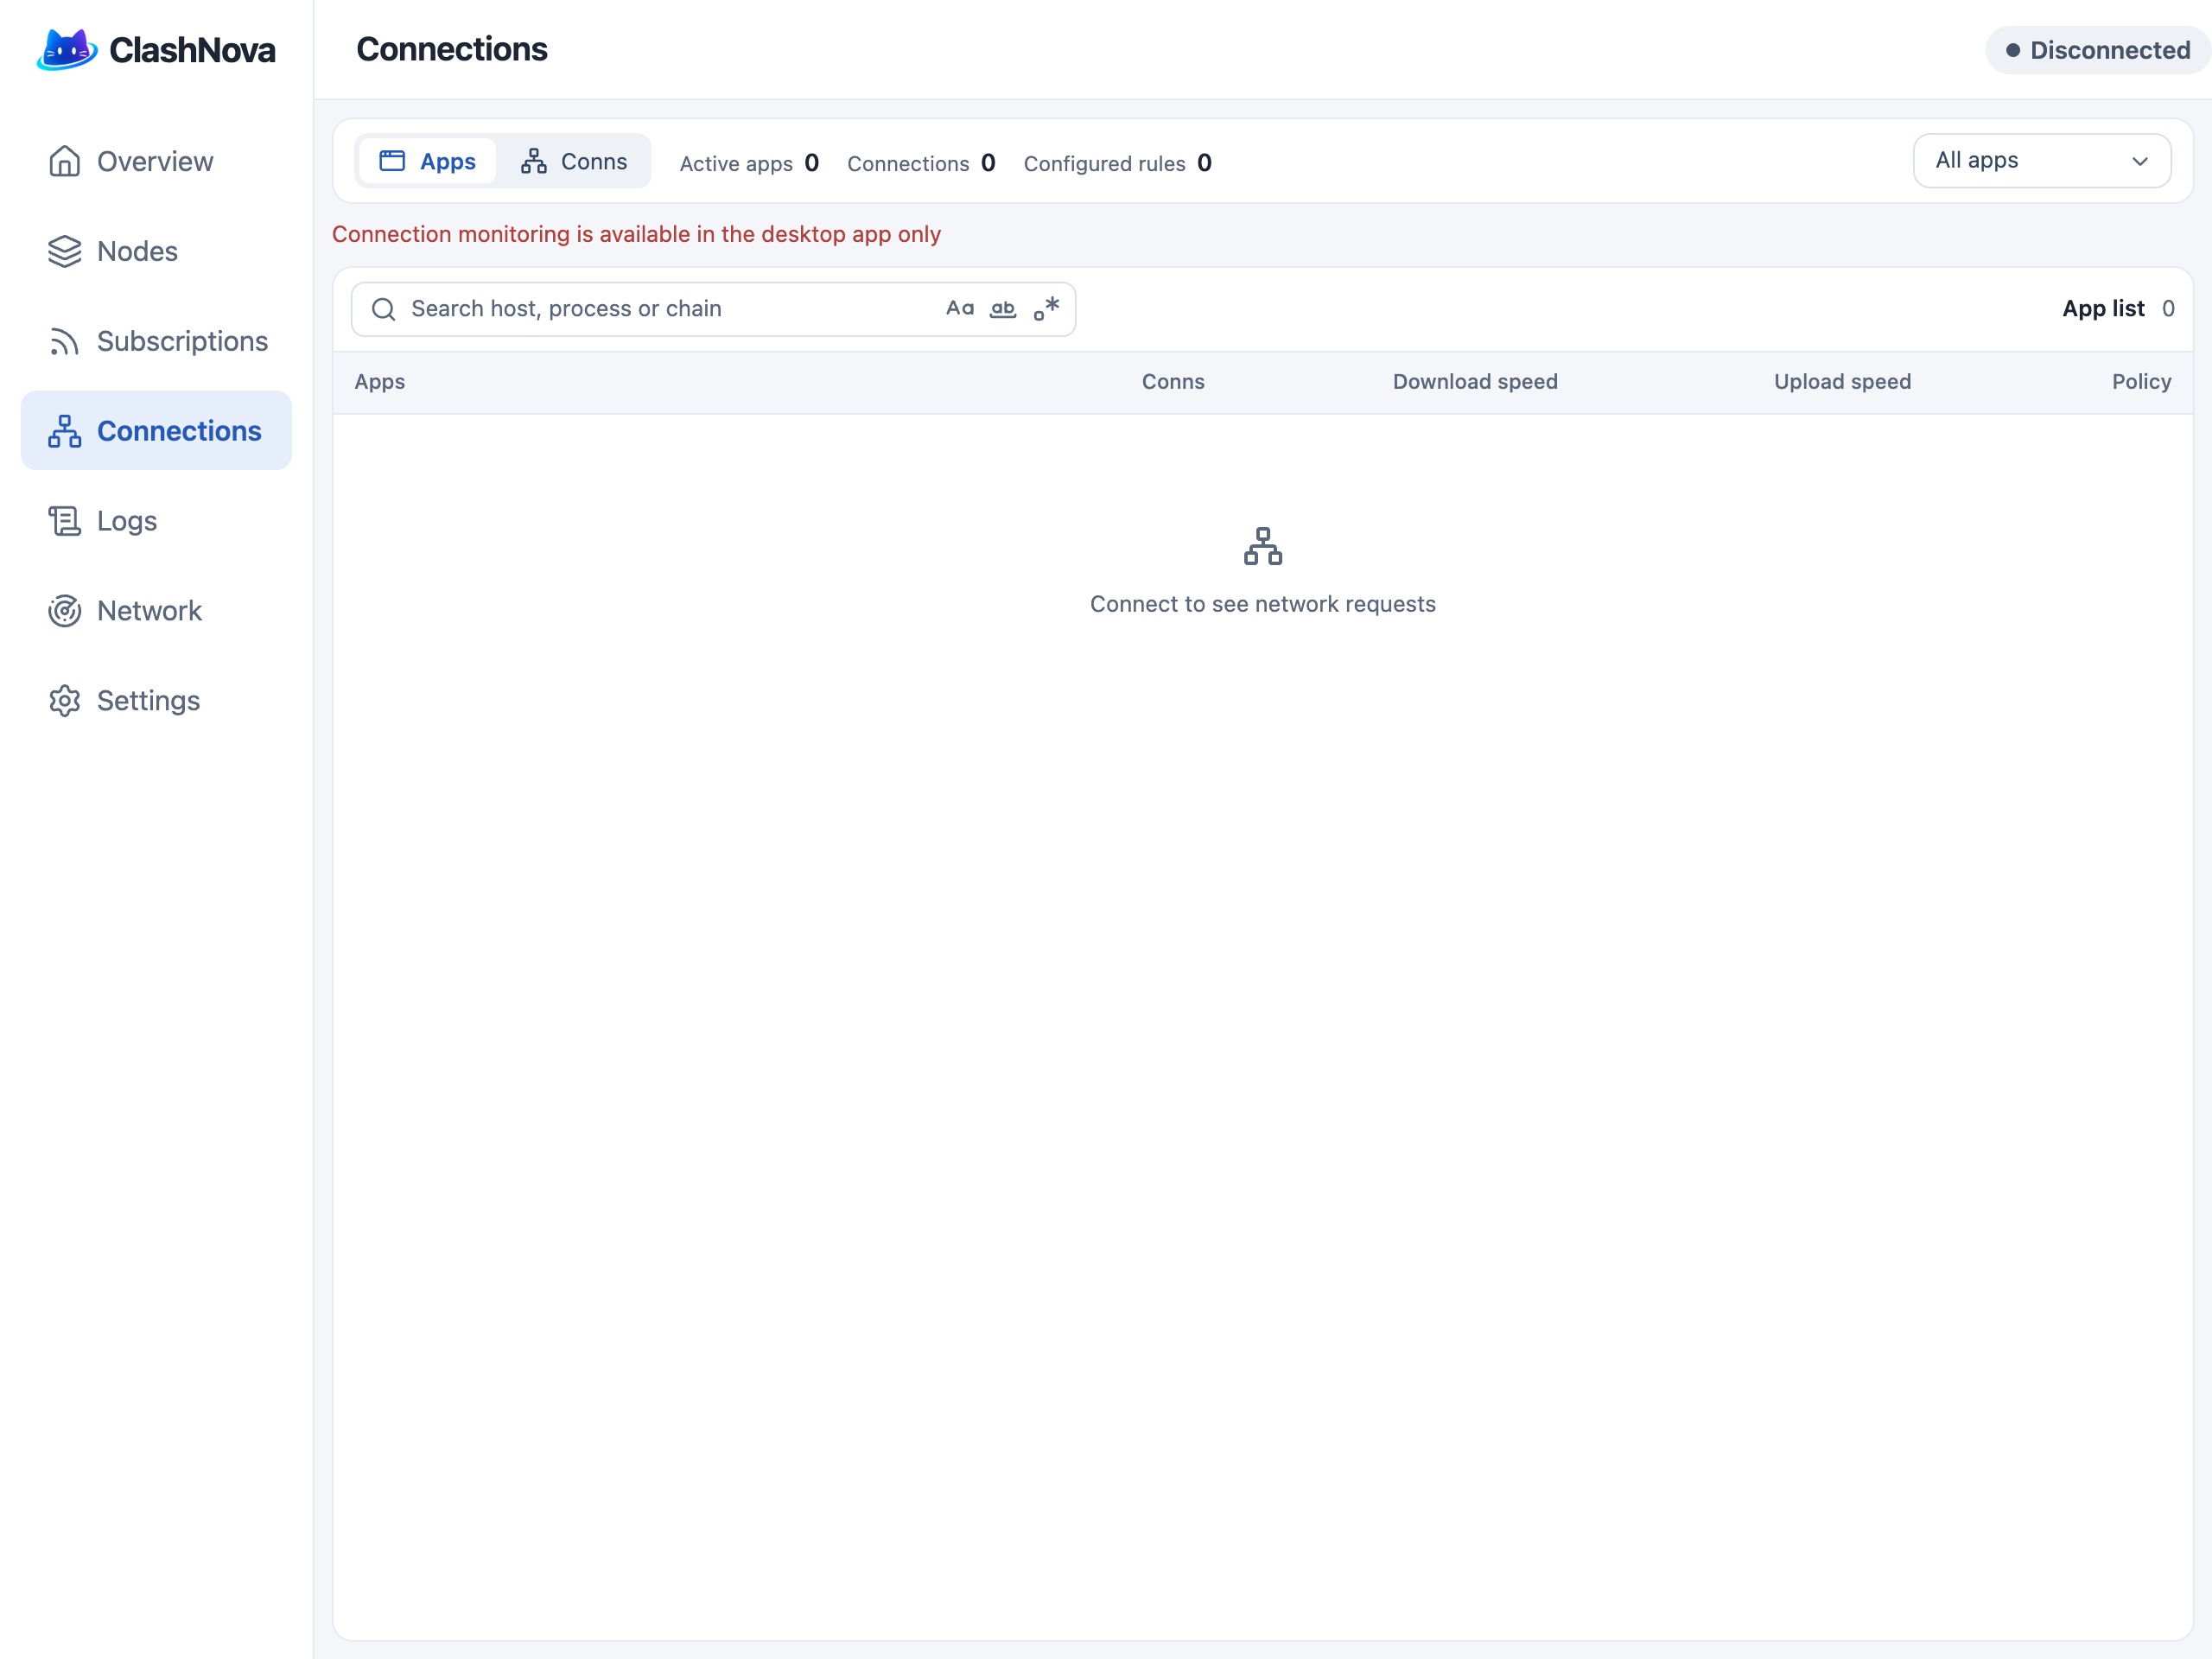 ClashNova
Connections
Disconnected
Overview
Nodes
Subscriptions
Connections
Logs
Network
Settings
Apps
Conns
Active apps 0
Connections 0
Configured rules 0
All apps
Connection monitoring is available in the desktop app only
Search host, process or chain
Aa
ab
.*
App list 0
Apps
Conns
Download speed
Upload speed
Policy
Connect to see network requests